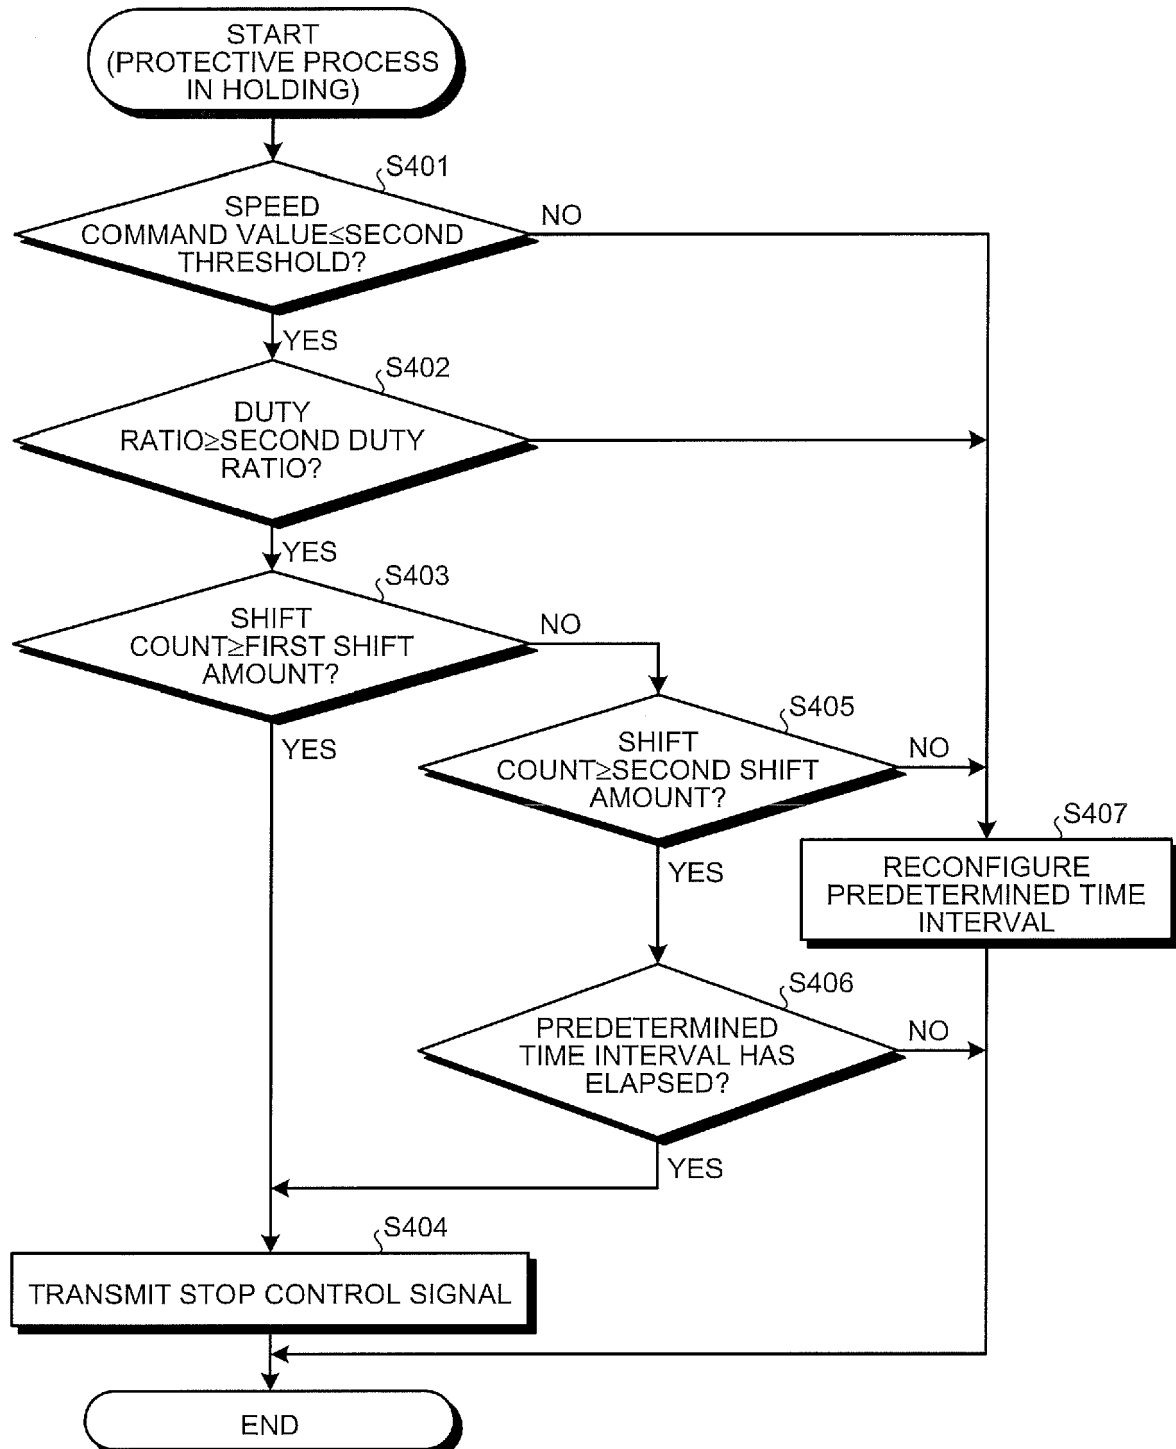 START
(PROTECTIVE PROCESS
IN HOLDING)
S401
SPEED
COMMAND VALUE≤SECOND
THRESHOLD?
NO
YES
S402
DUTY
RATIO≥SECOND DUTY
RATIO?
YES
S403
SHIFT
COUNT≥FIRST SHIFT
AMOUNT?
NO
YES
S405
SHIFT
COUNT≥SECOND SHIFT
AMOUNT?
NO
YES
S407
RECONFIGURE
PREDETERMINED TIME
INTERVAL
S406
PREDETERMINED
TIME INTERVAL HAS
ELAPSED?
NO
YES
S404
TRANSMIT STOP CONTROL SIGNAL
END